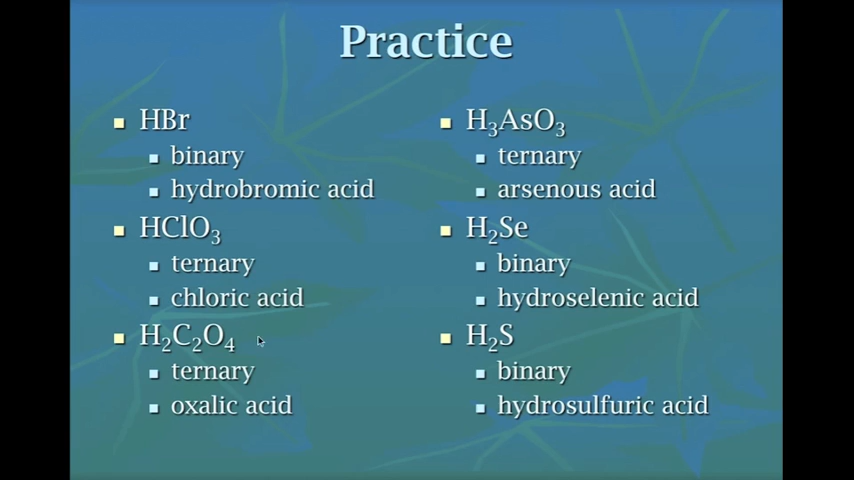 Practice
HBr
binary
hydrobromic acid
HClO₃
ternary
chloric acid
H₂C₂O₄
ternary
oxalic acid
H₃AsO₃
ternary
arsenous acid
H₂Se
binary
hydroselenic acid
H₂S
binary
hydrosulfuric acid